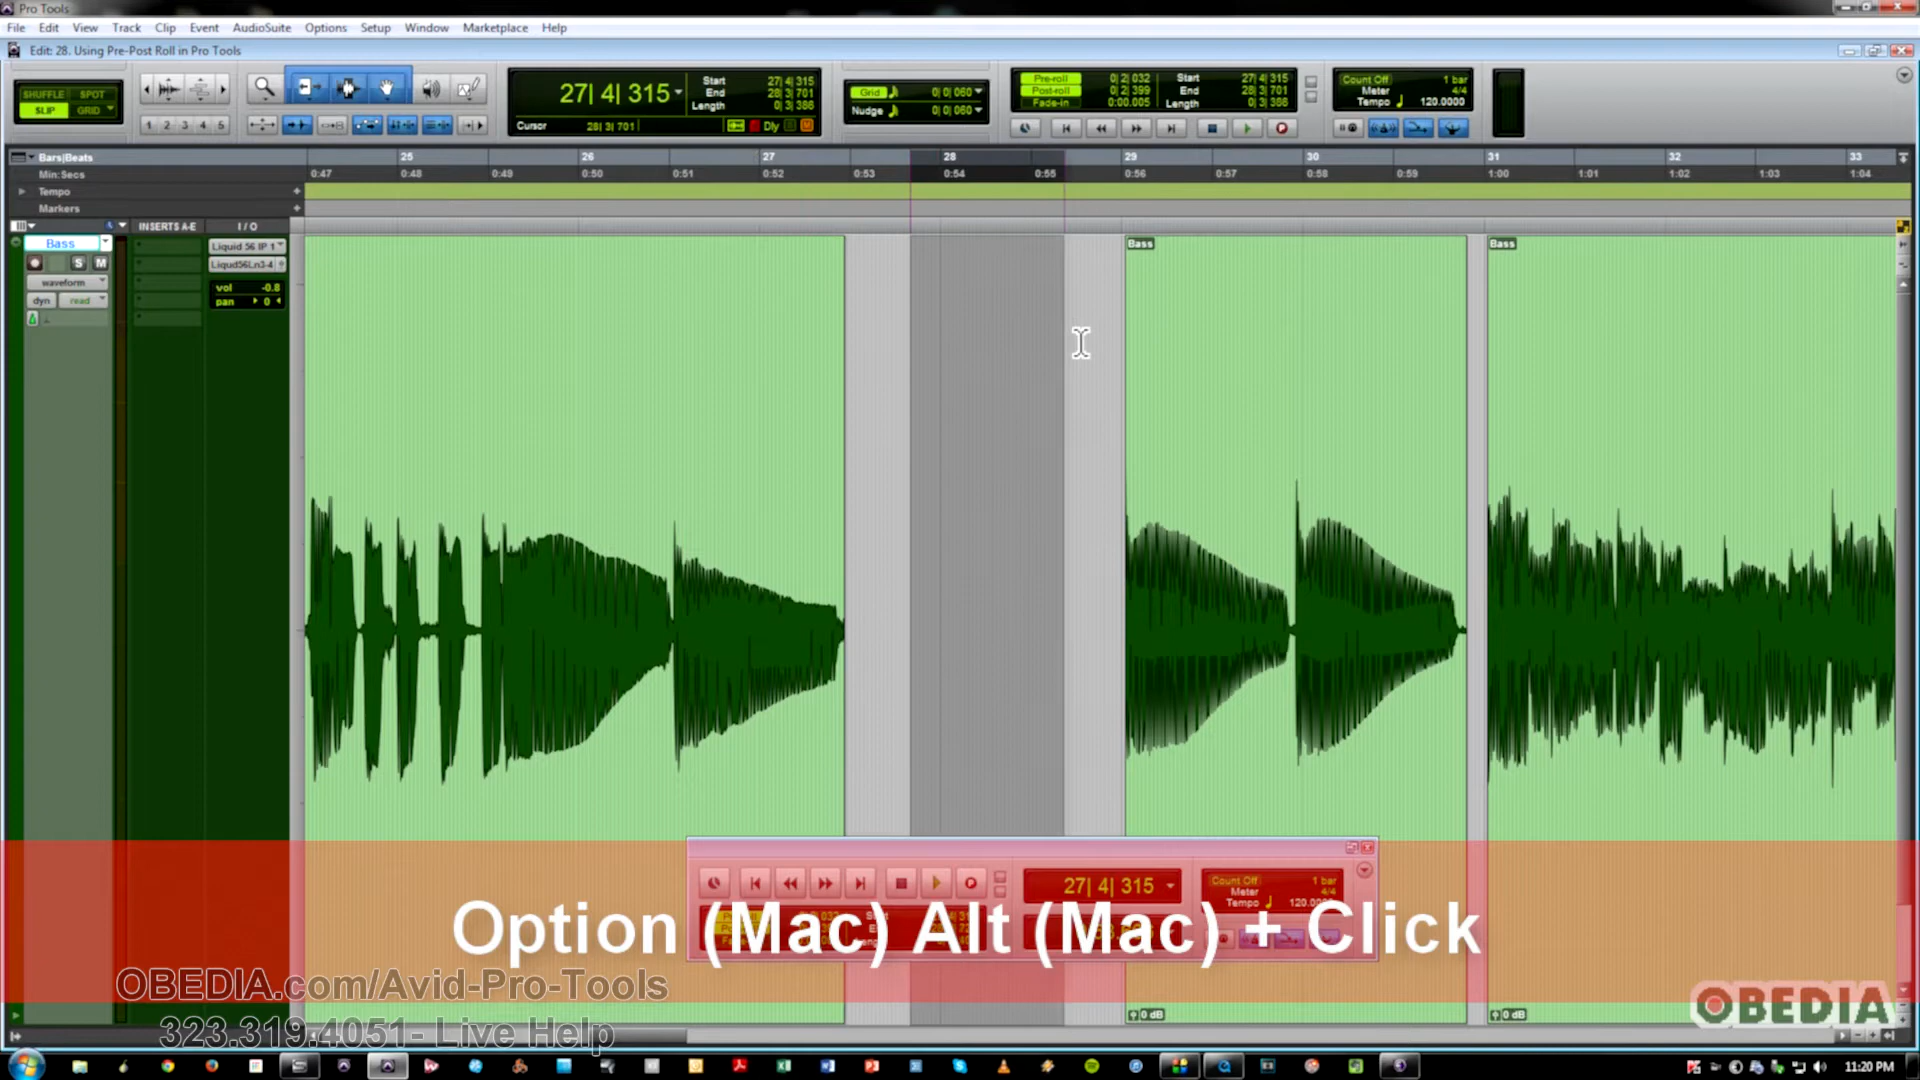 Pro Tools
File Edit View Track Clip Event AudioSuite Options Setup Window Marketplace Help
Edit: 28. Using Pre-Post Roll in Pro Tools
SHUFFLE SPOT
SLIP GRID
1 2 3 4 5
27| 4| 315
Start 27| 4| 315
End 28| 3| 701
Length 0| 3| 386
Cursor 28| 3| 701
Dly
Grid 0| 0| 060
Nudge 0| 0| 060
Pre-roll 0| 2| 032
Post-roll 0| 2| 399
Fade-in 0:00.005
Start 27| 4| 315
End 28| 3| 701
Length 0| 3| 386
Count Off 1 bar
Meter 4/4
Tempo 120.0000
Bars|Beats 25 26 27 28 29 30 31 32 33
Min:Secs 0:47 0:48 0:49 0:50 0:51 0:52 0:53 0:54 0:55 0:56 0:57 0:58 0:59 1:00 1:01 1:02 1:03 1:04
Tempo
Markers
INSERTS A-E I / O
Bass
S M
waveform
dyn read
Liquid 56 IP 1
Liqud56Ln3-4
vol -0.8
pan 0
Bass
Bass
27| 4| 315
Count Off 1 bar
Meter 4/4
Tempo 120.0
Option (Mac) Alt (Mac) + Click
OBEDIA.com/Avid-Pro-Tools
323.319.4051- Live Help
0 dB
0 dB
OBEDIA
11:20 PM